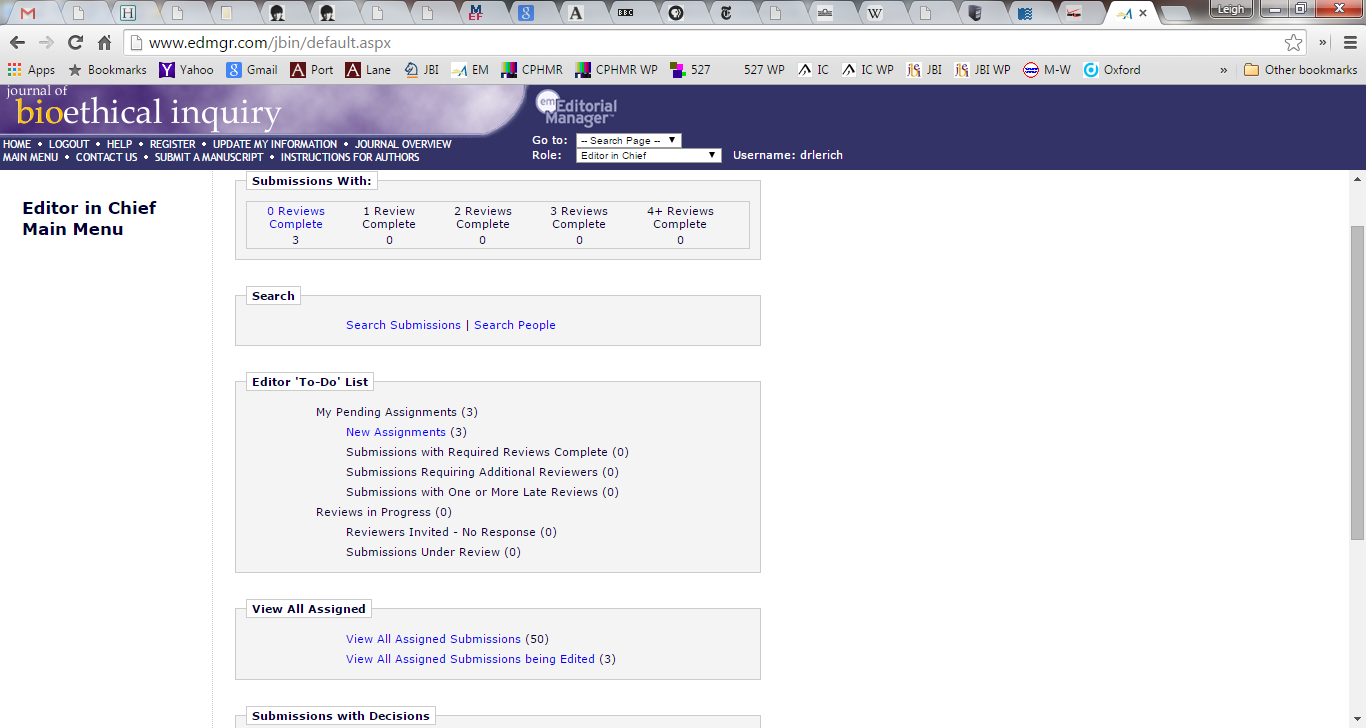 Leigh
www.edmgr.com/jbin/default.aspx
»
Apps Bookmarks Yahoo Gmail Port Lane JBI EM CPHMR CPHMR WP 527 527 WP IC IC WP JBI JBI WP M-W Oxford » Other bookmarks
journal of
bioethical inquiry
em Editorial
Manager™
HOME • LOGOUT • HELP • REGISTER • UPDATE MY INFORMATION • JOURNAL OVERVIEW
MAIN MENU • CONTACT US • SUBMIT A MANUSCRIPT • INSTRUCTIONS FOR AUTHORS
Go to: -- Search Page --
Role: Editor in Chief Username: drlerich
Editor in Chief
Main Menu
Submissions With:
0 Reviews 1 Review 2 Reviews 3 Reviews 4+ Reviews
Complete Complete Complete Complete Complete
3 0 0 0 0
Search
Search Submissions | Search People
Editor 'To-Do' List
My Pending Assignments (3)
New Assignments (3)
Submissions with Required Reviews Complete (0)
Submissions Requiring Additional Reviewers (0)
Submissions with One or More Late Reviews (0)
Reviews in Progress (0)
Reviewers Invited - No Response (0)
Submissions Under Review (0)
View All Assigned
View All Assigned Submissions (50)
View All Assigned Submissions being Edited (3)
Submissions with Decisions